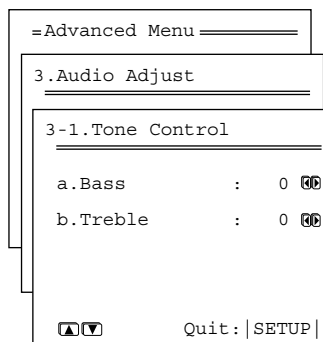 =Advanced Menu
3.Audio Adjust
3-1.Tone Control
a.Bass : 0
b.Treble : 0
Quit:|SETUP|